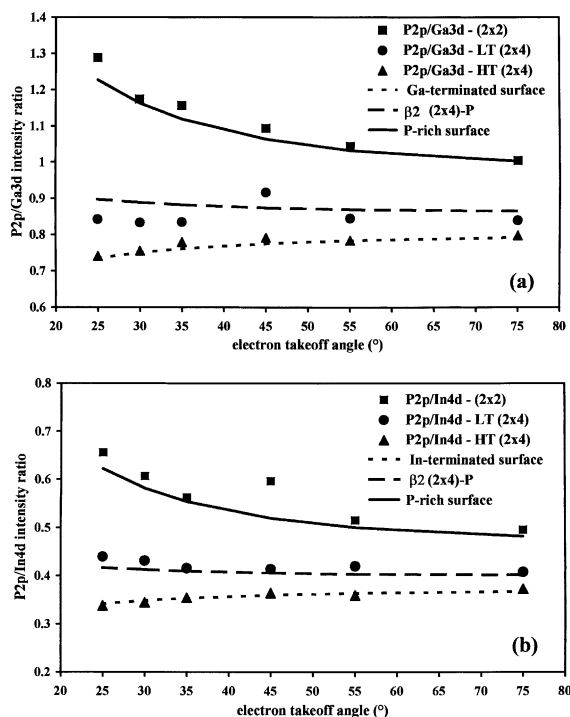 1.4
P2p/Ga3d - (2x2)
1.3
P2p/Ga3d - LT (2x4)
P2p/Ga3d - HT (2x4)
1.2
Ga-terminated surface
β2 (2x4)-P
1.1
P-rich surface
1
0.9
0.8
0.7
0.6
P2p/Ga3d intensity ratio
(a)
20 25 30 35 40 45 50 55 60 65 70 75 80
electron takeoff angle (°)
0.8
P2p/In4d - (2x2)
P2p/In4d - LT (2x4)
0.7
P2p/In4d - HT (2x4)
In-terminated surface
β2 (2x4)-P
0.6
P-rich surface
0.5
0.4
0.3
0.2
P2p/In4d intensity ratio
(b)
20 25 30 35 40 45 50 55 60 65 70 75 80
electron takeoff angle (°)